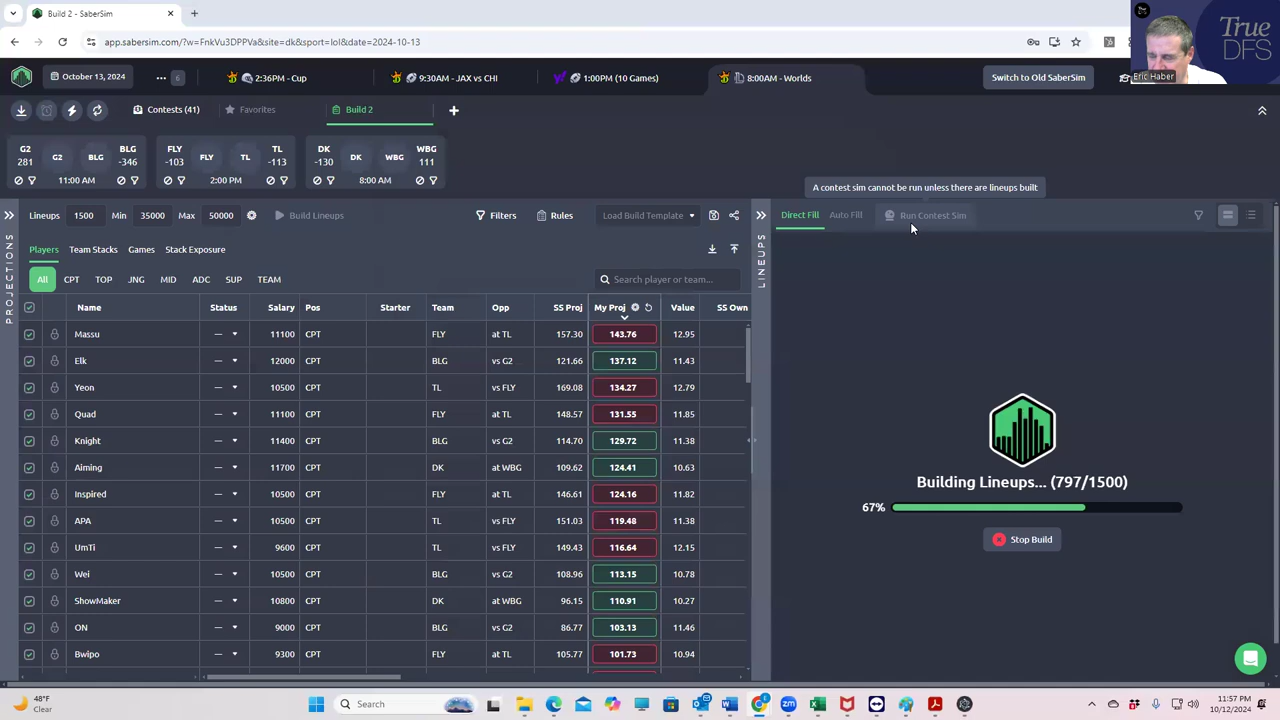 Build 2 - SaberSim
app.sabersim.com/?w=FnkVu3DPPVa&site=dk&sport=lol&date=2024-10-13
True
DFS
Eric Haber
October 13, 2024
6
2:36PM - Cup
9:30AM - JAX vs CHI
1:00PM (10 Games)
8:00AM - Worlds
Switch to Old SaberSim
Contests (41)
Favorites
Build 2
G2 281 G2 BLG BLG -346 11:00 AM
FLY -103 FLY TL TL -113 2:00 PM
DK -130 DK WBG WBG 111 8:00 AM
A contest sim cannot be run unless there are lineups built
Lineups 1500 Min 35000 Max 50000 Build Lineups Filters Rules Load Build Template
Direct Fill Auto Fill Run Contest Sim
PROJECTIONS
LINEUPS
Players Team Stacks Games Stack Exposure
All CPT TOP JNG MID ADC SUP TEAM Search player or team...
Name Status Salary Pos Starter Team Opp SS Proj My Proj Value SS Own
Massu — 11100 CPT FLY at TL 157.30 143.76 12.95
Elk — 12000 CPT BLG vs G2 121.66 137.12 11.43
Yeon — 10500 CPT TL vs FLY 169.08 134.27 12.79
Quad — 11100 CPT FLY at TL 148.57 131.55 11.85
Knight — 11400 CPT BLG vs G2 114.70 129.72 11.38
Aiming — 11700 CPT DK at WBG 109.62 124.41 10.63
Inspired — 10500 CPT FLY at TL 146.61 124.16 11.82
APA — 10500 CPT TL vs FLY 151.03 119.48 11.38
UmTi — 9600 CPT TL vs FLY 149.43 116.64 12.15
Wei — 10500 CPT BLG vs G2 108.96 113.15 10.78
ShowMaker — 10800 CPT DK at WBG 96.15 110.91 10.27
ON — 9000 CPT BLG vs G2 86.77 103.13 11.46
Bwipo — 9300 CPT FLY at TL 105.77 101.73 10.94
Building Lineups... (797/1500)
67%
Stop Build
48°F
Clear
Search
11:57 PM
10/12/2024